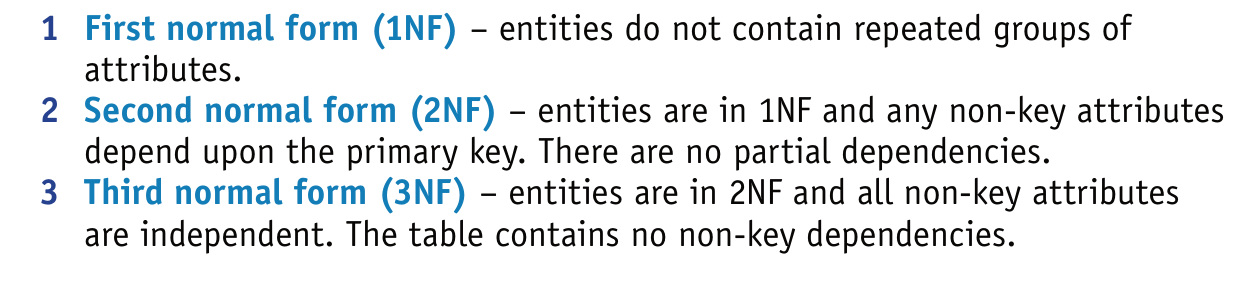 1 First normal form (1NF) – entities do not contain repeated groups of
attributes.
2 Second normal form (2NF) – entities are in 1NF and any non-key attributes
depend upon the primary key. There are no partial dependencies.
3 Third normal form (3NF) – entities are in 2NF and all non-key attributes
are independent. The table contains no non-key dependencies.